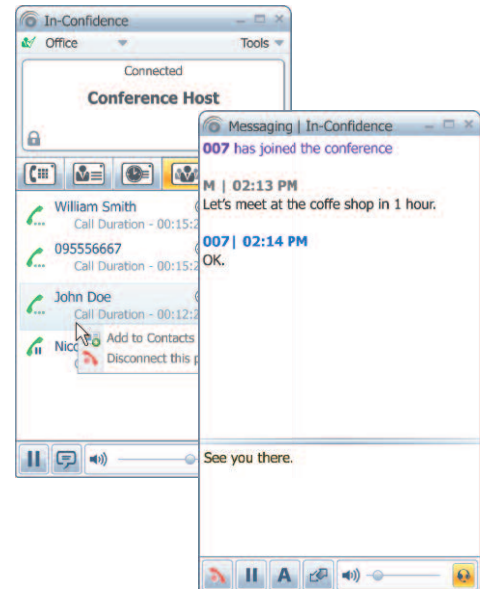 In-Confidence
Office
Tools
Connected
Conference Host
William Smith
Call Duration - 00:15:2
095556667
Call Duration - 00:15:2
John Doe
Call Duration - 00:12:2
Add to Contacts
Nicc
Disconnect this p
Messaging | In-Confidence
007 has joined the conference
M | 02:13 PM
Let's meet at the coffe shop in 1 hour.
007| 02:14 PM
OK.
See you there.
A